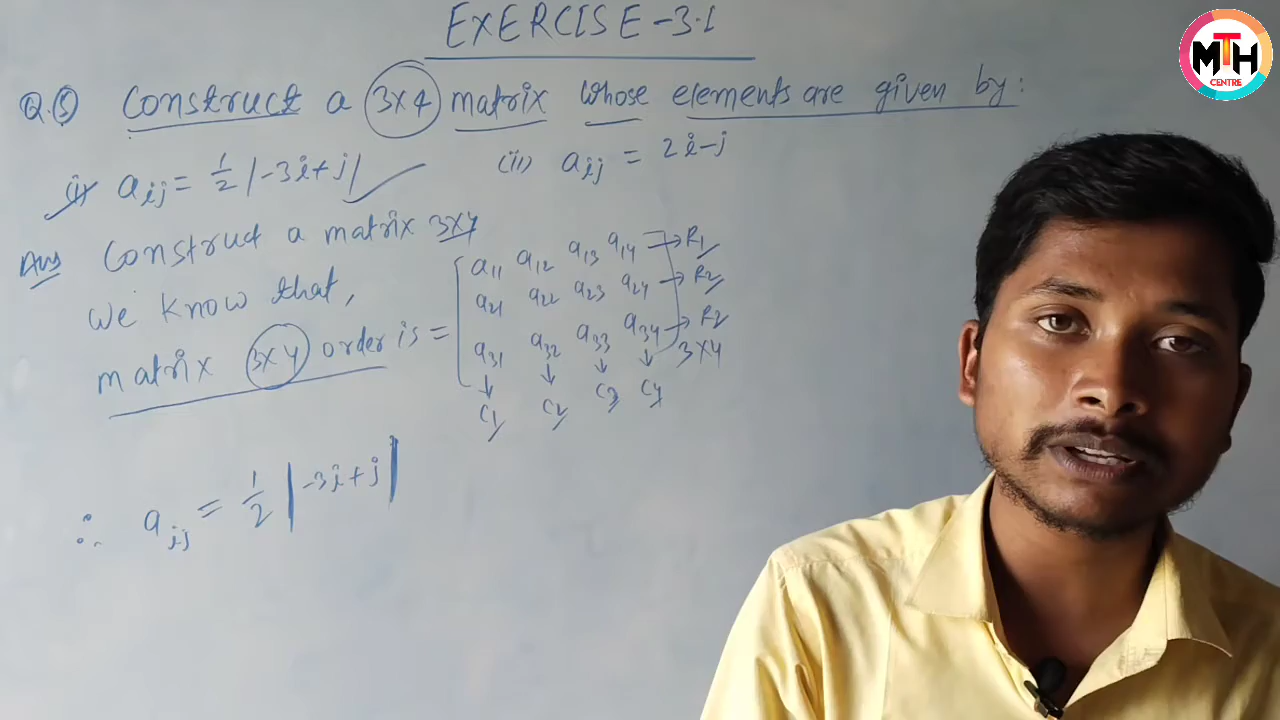 EXERCISE-3.1
Q.5 Construct a 3x4 matrix whose elements are given by:
(i) aij = 1/2 |-3i+j| (ii) aij = 2i-j
Ans Construct a matrix 3x4
We know that,
matrix 3x4 order is =
a11 a12 a13 a14 → R1
a21 a22 a23 a24 → R2
a31 a32 a33 a34 → R2
3x4
↓ ↓ ↓ ↓
C1 C2 C3 C4
∴ aij = 1/2 |-3i+j|
MTH
CENTRE